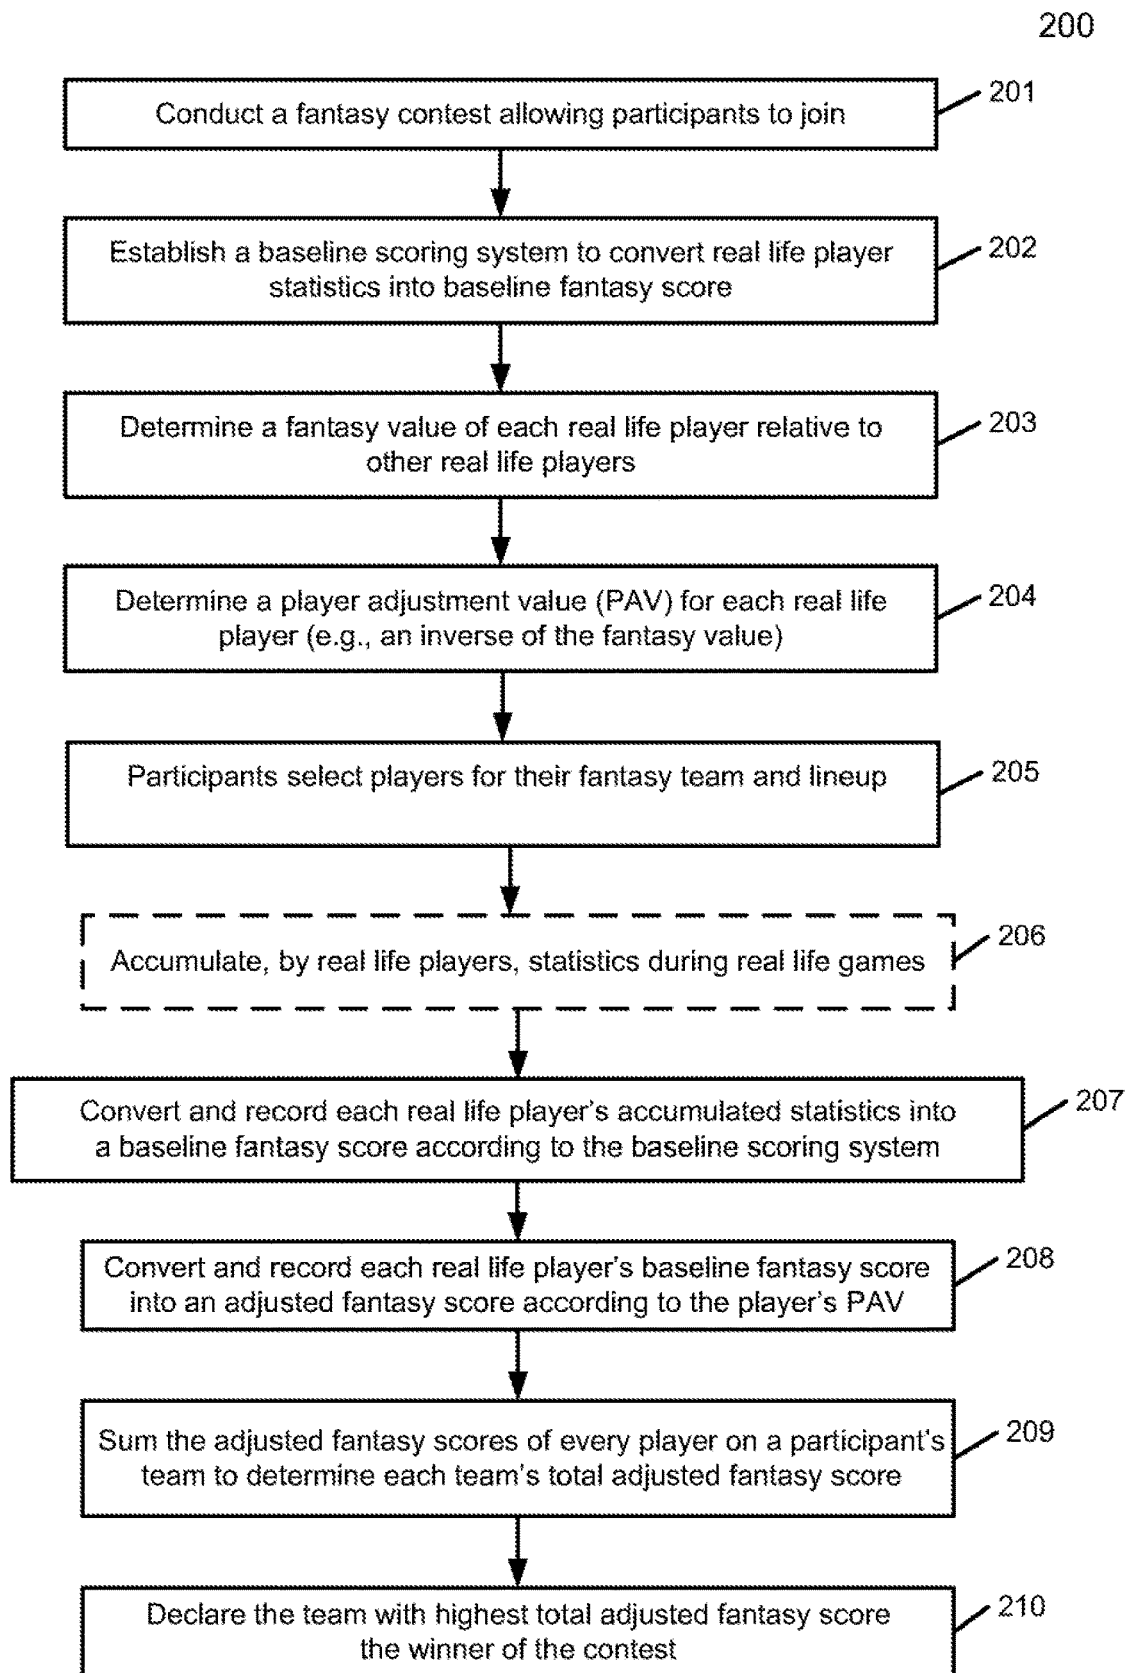 200
Conduct a fantasy contest allowing participants to join
201
Establish a baseline scoring system to convert real life player
statistics into baseline fantasy score
202
Determine a fantasy value of each real life player relative to
other real life players
203
Determine a player adjustment value (PAV) for each real life
player (e.g., an inverse of the fantasy value)
204
Participants select players for their fantasy team and lineup
205
Accumulate, by real life players, statistics during real life games
206
Convert and record each real life player's accumulated statistics into
a baseline fantasy score according to the baseline scoring system
207
Convert and record each real life player's baseline fantasy score
into an adjusted fantasy score according to the player's PAV
208
Sum the adjusted fantasy scores of every player on a participant's
team to determine each team's total adjusted fantasy score
209
Declare the team with highest total adjusted fantasy score
the winner of the contest
210